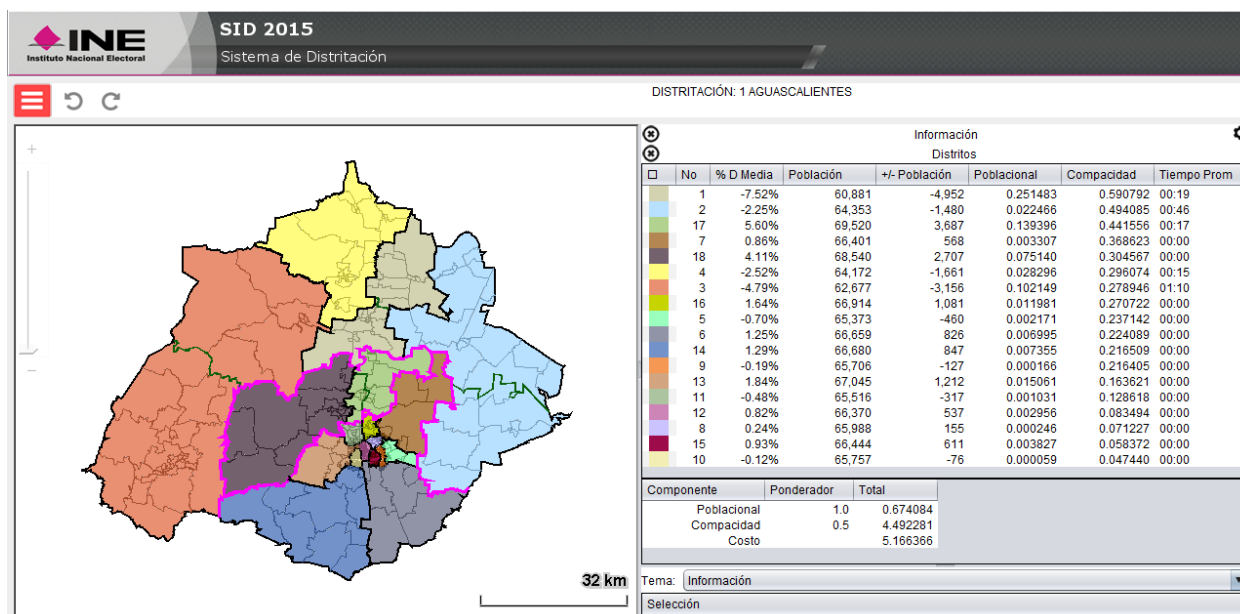 INE
Instituto Nacional Electoral
SID 2015
Sistema de Distritación
DISTRITACIÓN: 1 AGUASCALIENTES
Información
Distritos
No % D Media Población +/- Población Poblacional Compacidad Tiempo Prom
1 -7.52% 60,881 -4,952 0.251483 0.590792 00:19
2 -2.25% 64,353 -1,480 0.022466 0.494085 00:46
17 5.60% 69,520 3,687 0.139396 0.441556 00:17
7 0.86% 66,401 568 0.003307 0.368623 00:00
18 4.11% 68,540 2,707 0.075140 0.304567 00:00
4 -2.52% 64,172 -1,661 0.028296 0.296074 00:15
3 -4.79% 62,677 -3,156 0.102149 0.278946 01:10
16 1.64% 66,914 1,081 0.011981 0.270722 00:00
5 -0.70% 65,373 -460 0.002171 0.237142 00:00
6 1.25% 66,659 826 0.006995 0.224089 00:00
14 1.29% 66,680 847 0.007355 0.216509 00:00
9 -0.19% 65,706 -127 0.000166 0.216405 00:00
13 1.84% 67,045 1,212 0.015061 0.163621 00:00
11 -0.48% 65,516 -317 0.001031 0.128618 00:00
12 0.82% 66,370 537 0.002956 0.083494 00:00
8 0.24% 65,988 155 0.000246 0.071227 00:00
15 0.93% 66,444 611 0.003827 0.058372 00:00
10 -0.12% 65,757 -76 0.000059 0.047440 00:00
Componente Ponderador Total
Poblacional 1.0 0.674084
Compacidad 0.5 4.492281
Costo 5.166366
32 km
Tema: Información
Selección